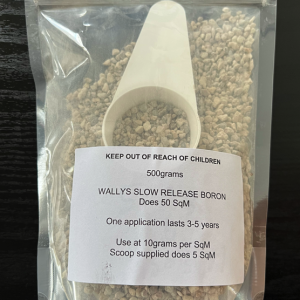 KEEP OUT OF REACH OF CHILDREN
500grams
WALLYS SLOW RELEASE BORON
Does 50 SqM
One application lasts 3-5 years
Use at 10grams per SqM
Scoop supplied does 5 SqM